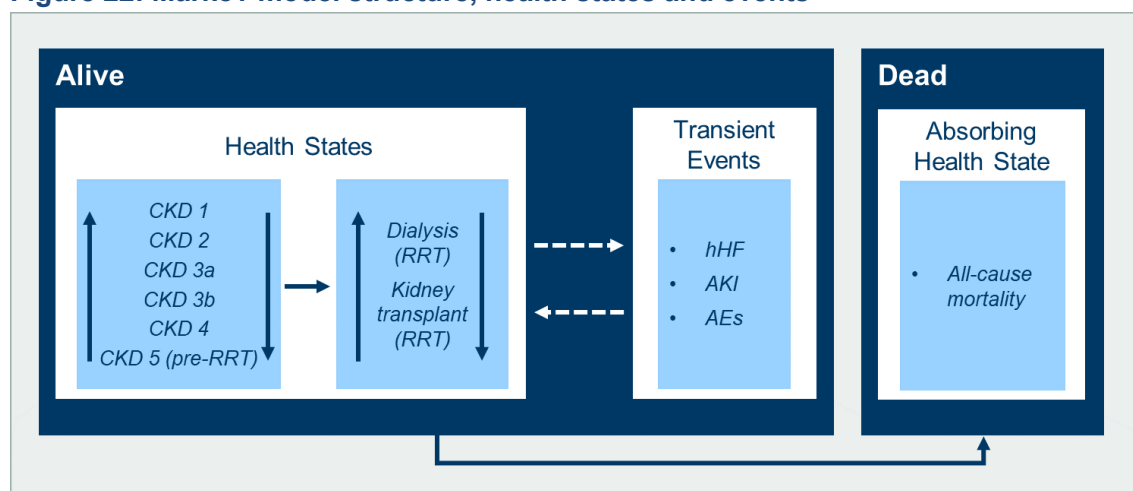 Alive
Health States
CKD 1
CKD 2
CKD 3a
CKD 3b
CKD 4
CKD 5 (pre-RRT)
Dialysis
(RRT)
Kidney
transplant
(RRT)
Transient
Events
• hHF
• AKI
• AEs
Dead
Absorbing
Health State
• All-cause
mortality